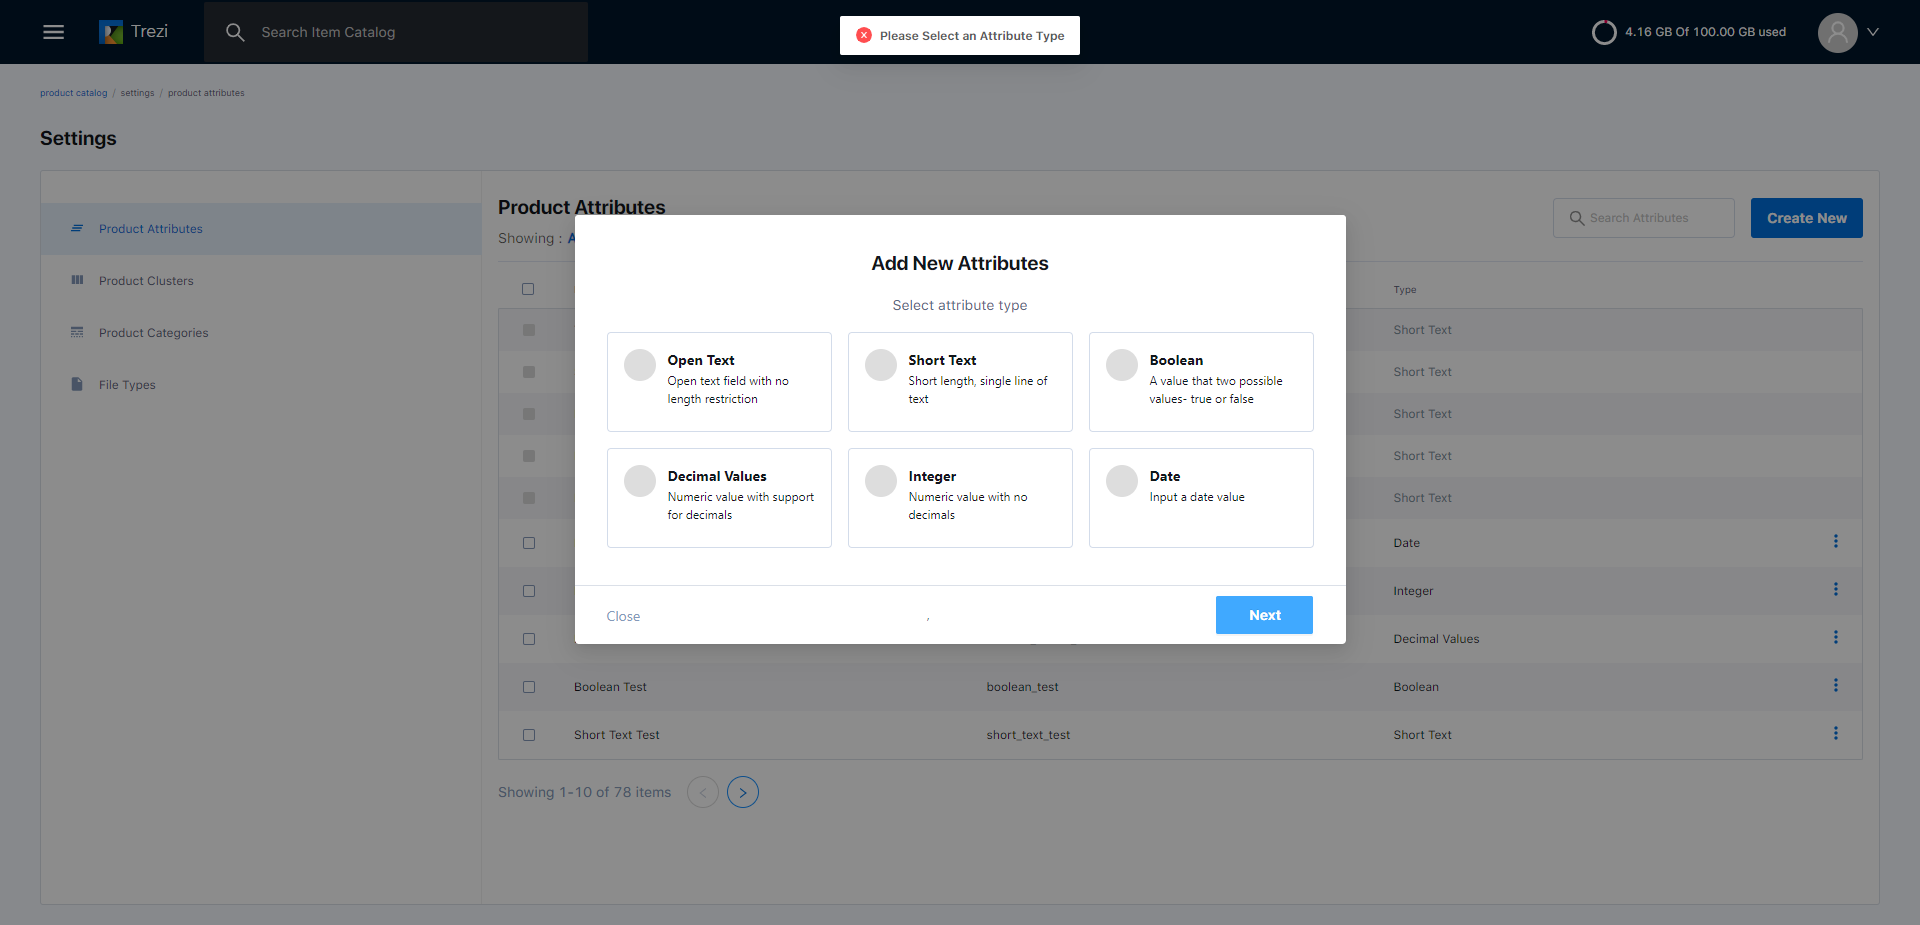 Trezi
Search Item Catalog
Please Select an Attribute Type
4.16 GB Of 100.00 GB used
product catalog / settings / product attributes
Settings
Product Attributes
Product Clusters
Product Categories
File Types
Product Attributes
Showing : A
Search Attributes
Create New
Type
Short Text
Short Text
Short Text
Short Text
Short Text
Date
Integer
Decimal Values
Boolean Test boolean_test Boolean
Short Text Test short_text_test Short Text
Showing 1-10 of 78 items
Add New Attributes
Select attribute type
Open Text
Open text field with no
length restriction
Short Text
Short length, single line of
text
Boolean
A value that two possible
values- true or false
Decimal Values
Numeric value with support
for decimals
Integer
Numeric value with no
decimals
Date
Input a date value
Close
,
Next